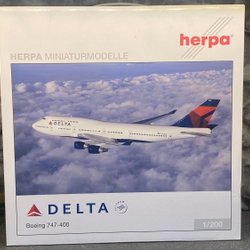 herpa
HERPA MINIATURMODELLE
DELTA
DELTA
Boeing 747-400
1/200